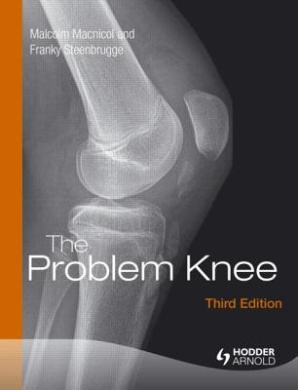 Malcolm Macnicol and
Franky Steenbrugge
The
Problem Knee
Third Edition
HODDER
ARNOLD